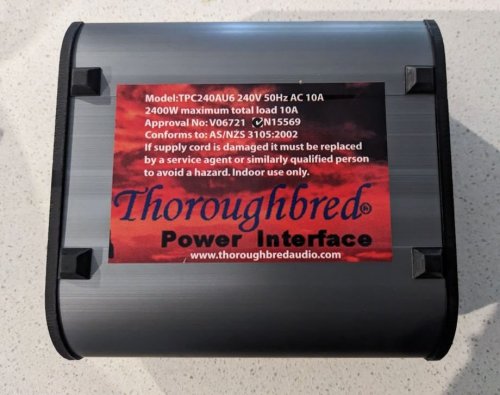 Model:TPC240AU6 240V 50Hz AC 10A
2400W maximum total load 10A
Approval No: V06721 N15569
Conforms to: AS/NZS 3105:2002
If supply cord is damaged it must be replaced
by a service agent or similarly qualified person
to avoid a hazard. Indoor use only.
Thoroughbred®
Power Interface
www.thoroughbredaudio.com